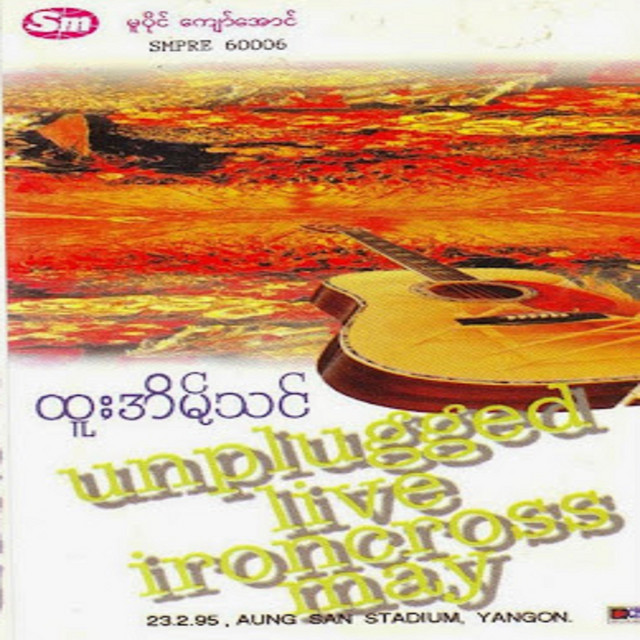 Sm
မူပိုင် ကျော်အောင်
SMPRE 60006
ထူးအိမ်သင်
unplugged
live
ironcross
may
23.2.95, AUNG SAN STADIUM, YANGON.